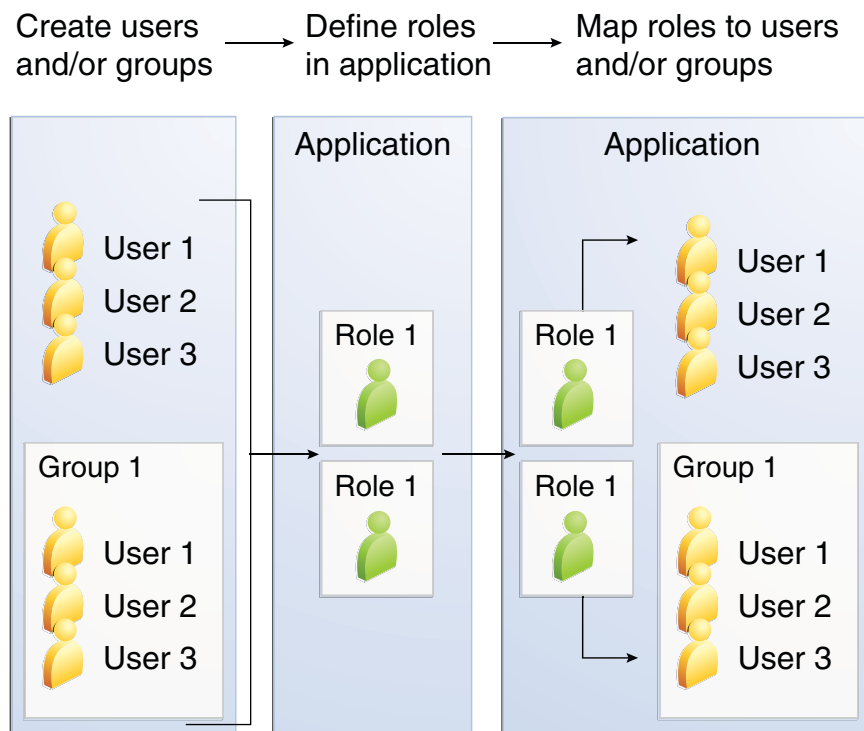 Create users
and/or groups
Define roles
in application
Map roles to users
and/or groups
User 1
User 2
User 3
Group 1
User 1
User 2
User 3
Application
Role 1
Role 1
Application
Role 1
Role 1
User 1
User 2
User 3
Group 1
User 1
User 2
User 3